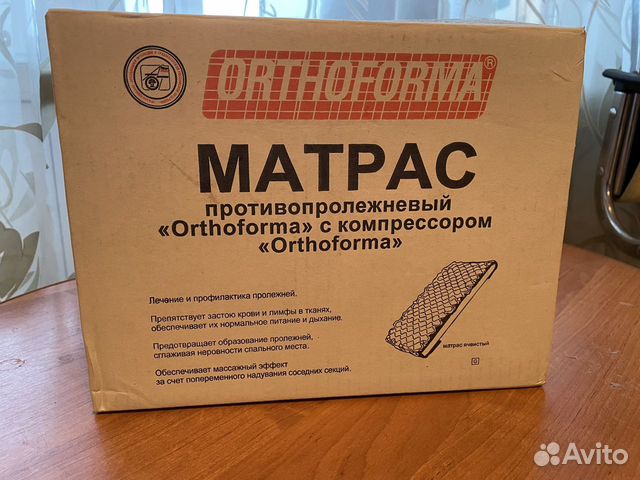 ORTHOFORMA®
МАТРАС
противопролежневый
«Orthoforma» с компрессором
«Orthoforma»
Лечение и профилактика пролежней.
Препятствует застою крови и лимфы в тканях,
обеспечивает их нормальное питание и дыхание.
Предотвращает образование пролежней,
сглаживая неровности спального места.
Обеспечивает массажный эффект
за счет попеременного надувания соседних секций.
матрас ячеистый
Avito